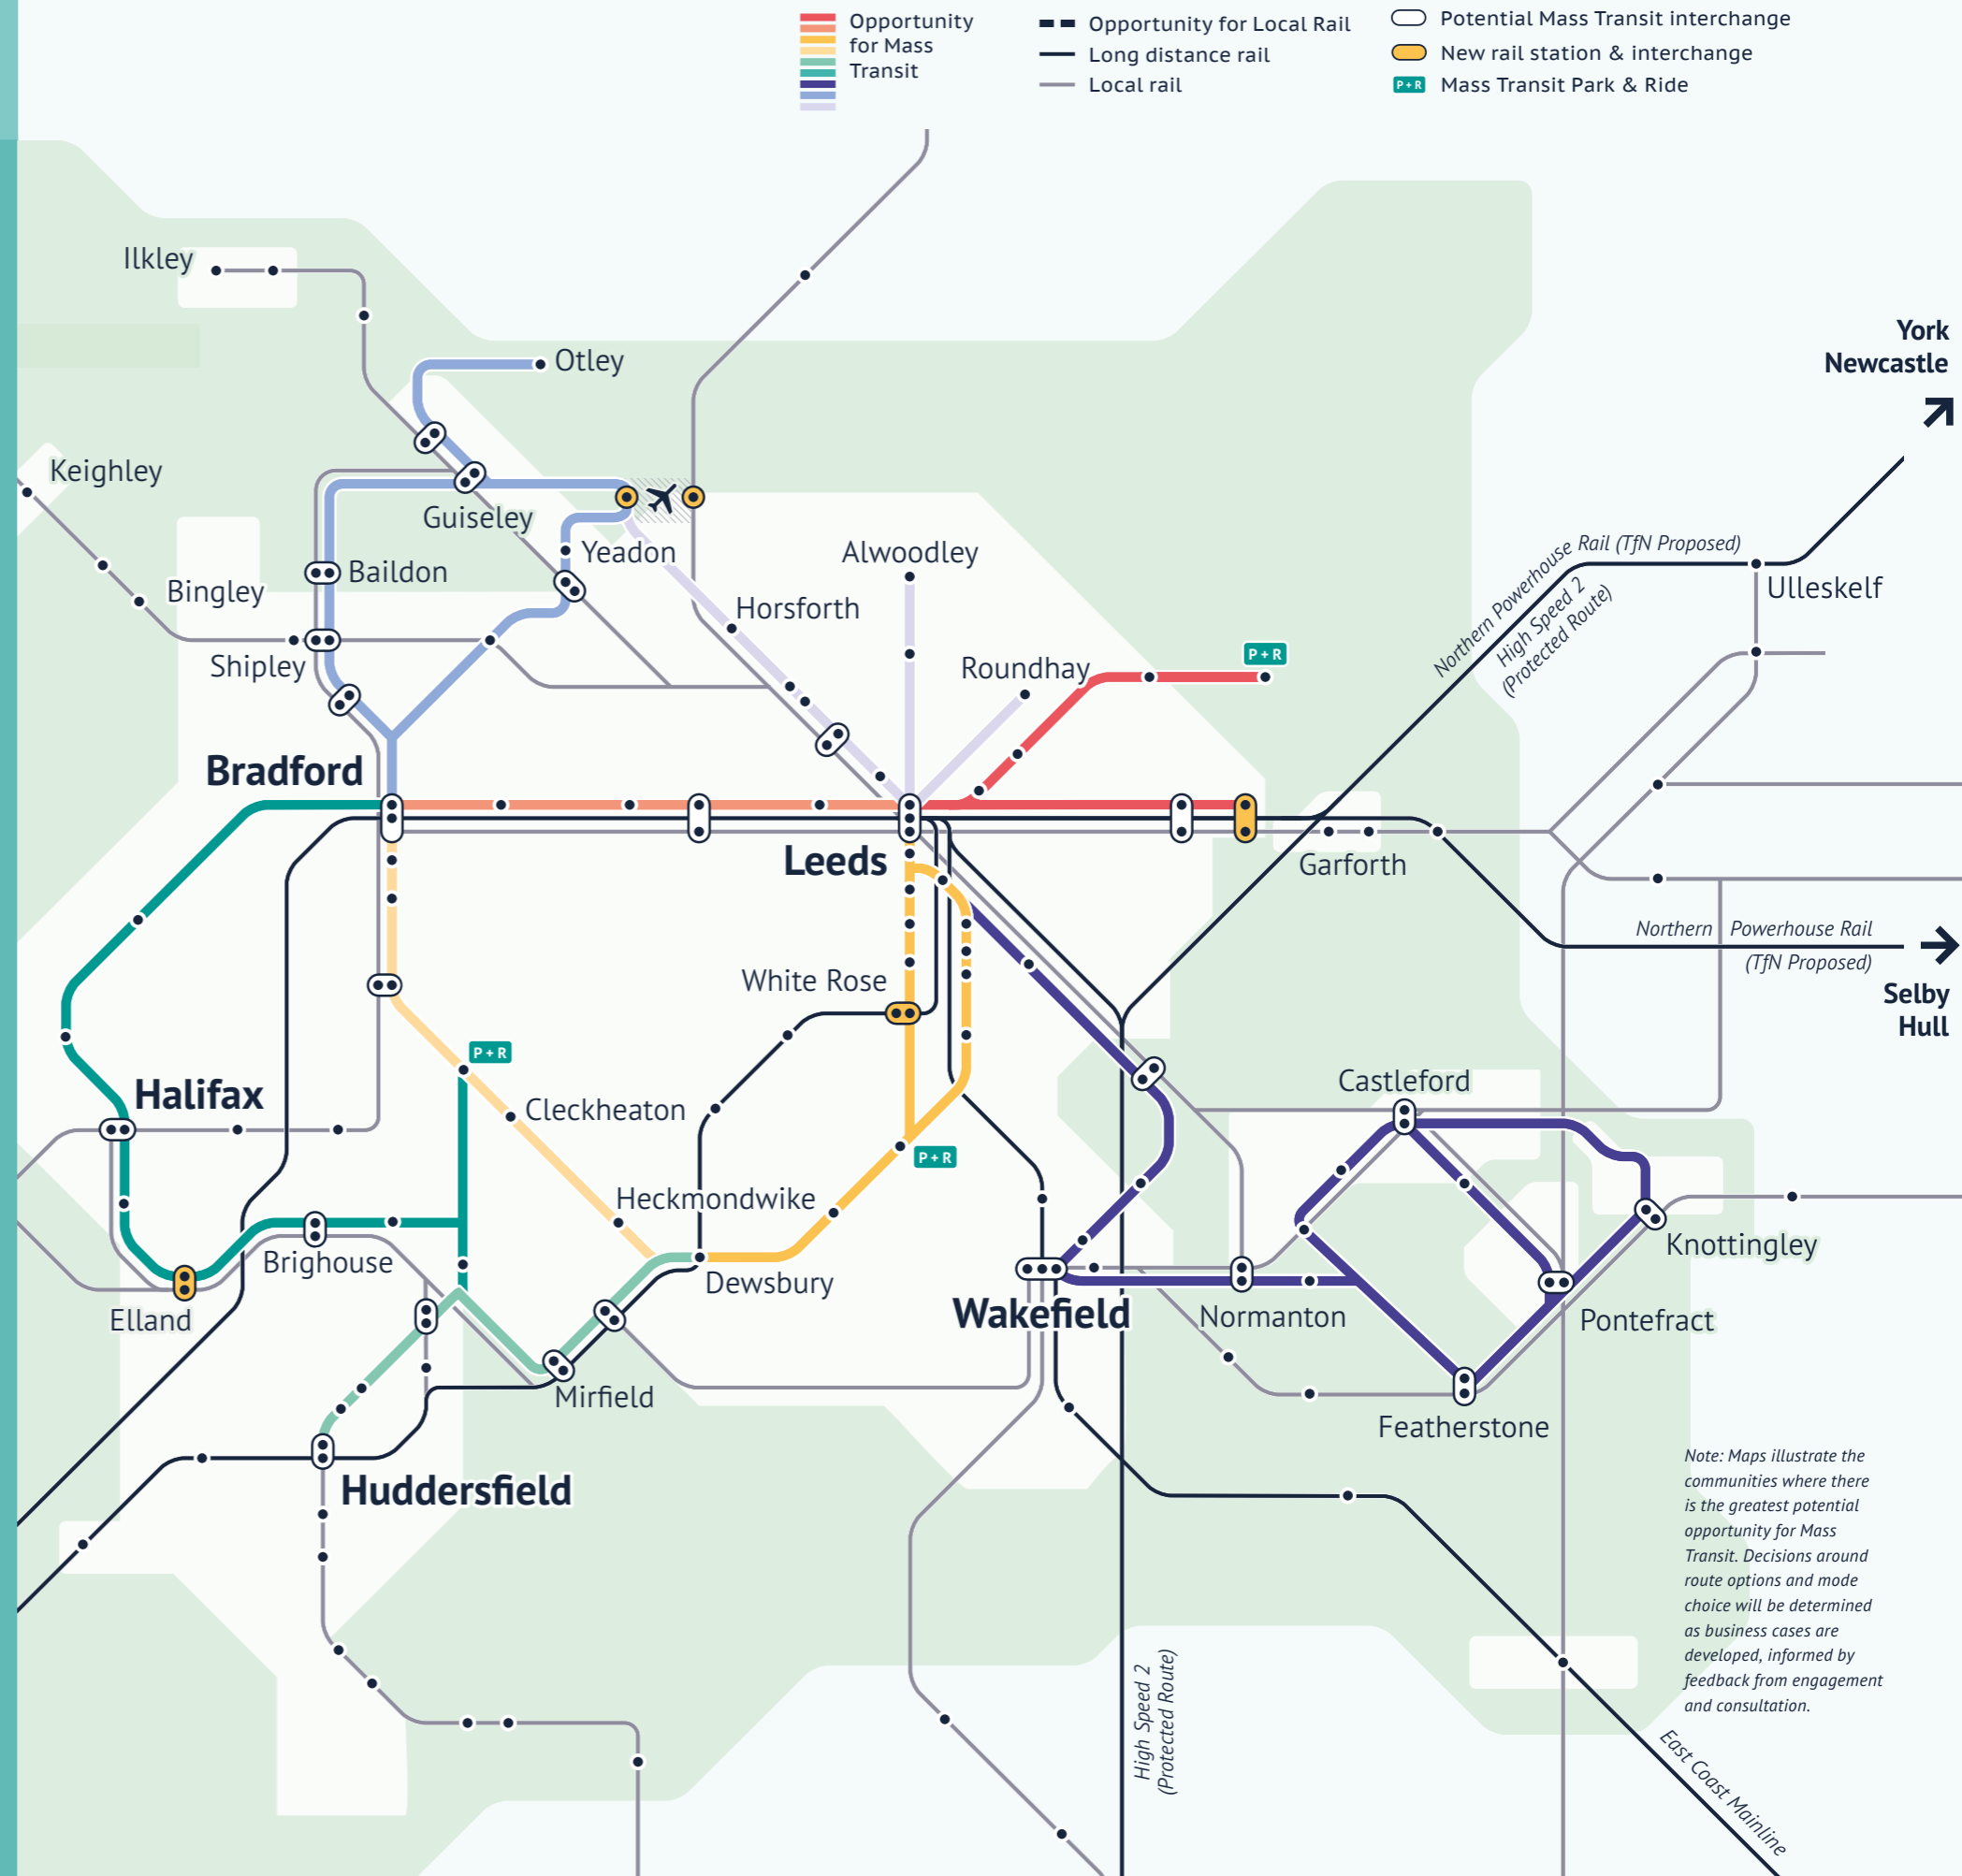 Opportunity
for Mass
Transit
Opportunity for Local Rail
Long distance rail
Local rail
Potential Mass Transit interchange
New rail station & interchange
P+R Mass Transit Park & Ride
Ilkley
York
Newcastle
Otley
Keighley
Guiseley
Yeadon
Alwoodley
Northern Powerhouse Rail (TfN Proposed)
High Speed 2
(Protected Route)
Baildon
Bingley
Ulleskelf
Horsforth
Shipley
Roundhay
P+R
Bradford
Leeds
Garforth
Northern Powerhouse Rail
(TfN Proposed)
White Rose
Selby
Hull
P+R
Halifax
Castleford
Cleckheaton
P+R
Heckmondwike
Knottingley
Brighouse
Dewsbury
Elland
Wakefield
Normanton
Pontefract
Mirfield
Featherstone
Huddersfield
Note: Maps illustrate the
communities where there
is the greatest potential
opportunity for Mass
Transit. Decisions around
route options and mode
choice will be determined
as business cases are
developed, informed by
feedback from engagement
and consultation.
High Speed 2
(Protected Route)
East Coast Mainline